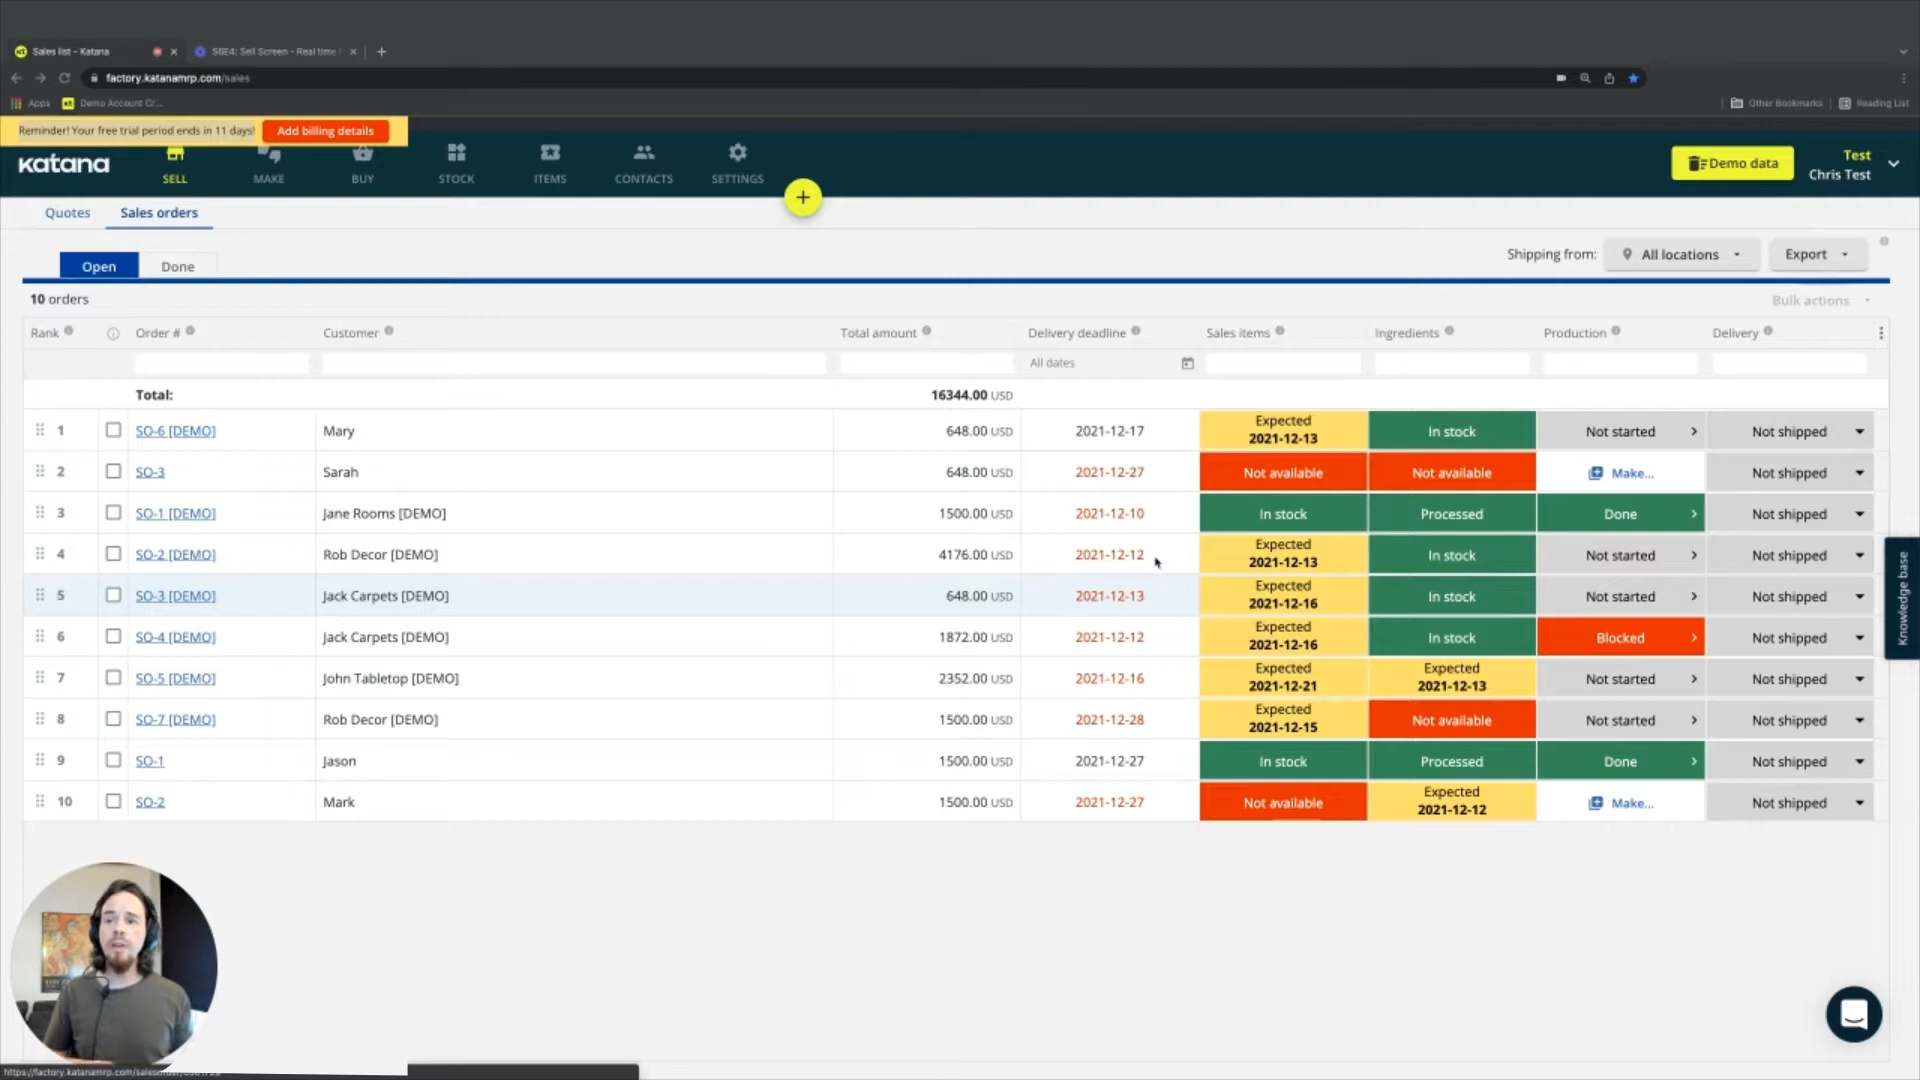 Sales list – Katana
S6E4: Sell Screen - Real time
factory.katanamrp.com/sales
Apps
Demo Account Cr...
Other Bookmarks
Reading List
Reminder! Your free trial period ends in 11 days!
Add billing details
katana
SELL
MAKE
BUY
STOCK
ITEMS
CONTACTS
SETTINGS
+
Demo data
Test
Chris Test
Quotes
Sales orders
Open
Done
Shipping from:
All locations
Export
10 orders
Bulk actions
Rank Order # Customer Total amount Delivery deadline Sales items Ingredients Production Delivery
All dates
Total: 16344.00 USD
1 SO-6 [DEMO] Mary 648.00 USD 2021-12-17 Expected 2021-12-13 In stock Not started Not shipped
2 SO-3 Sarah 648.00 USD 2021-12-27 Not available Not available Make... Not shipped
3 SO-1 [DEMO] Jane Rooms [DEMO] 1500.00 USD 2021-12-10 In stock Processed Done Not shipped
4 SO-2 [DEMO] Rob Decor [DEMO] 4176.00 USD 2021-12-12 Expected 2021-12-13 In stock Not started Not shipped
5 SO-3 [DEMO] Jack Carpets [DEMO] 648.00 USD 2021-12-13 Expected 2021-12-16 In stock Not started Not shipped
6 SO-4 [DEMO] Jack Carpets [DEMO] 1872.00 USD 2021-12-12 Expected 2021-12-16 In stock Blocked Not shipped
7 SO-5 [DEMO] John Tabletop [DEMO] 2352.00 USD 2021-12-16 Expected 2021-12-21 Expected 2021-12-13 Not started Not shipped
8 SO-7 [DEMO] Rob Decor [DEMO] 1500.00 USD 2021-12-28 Expected 2021-12-15 Not available Not started Not shipped
9 SO-1 Jason 1500.00 USD 2021-12-27 In stock Processed Done Not shipped
10 SO-2 Mark 1500.00 USD 2021-12-27 Not available Expected 2021-12-12 Make... Not shipped
Knowledge base